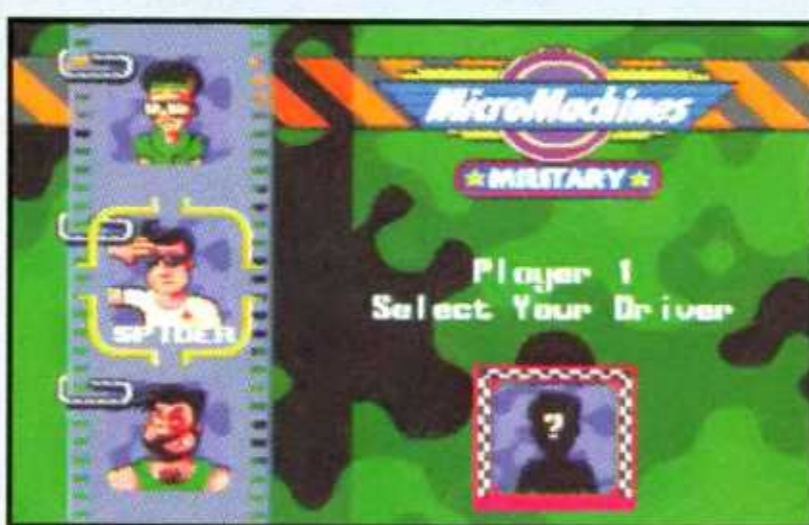 MicroMachines
★ MILITARY ★
Player 1
Select Your Driver
SPIDER
?